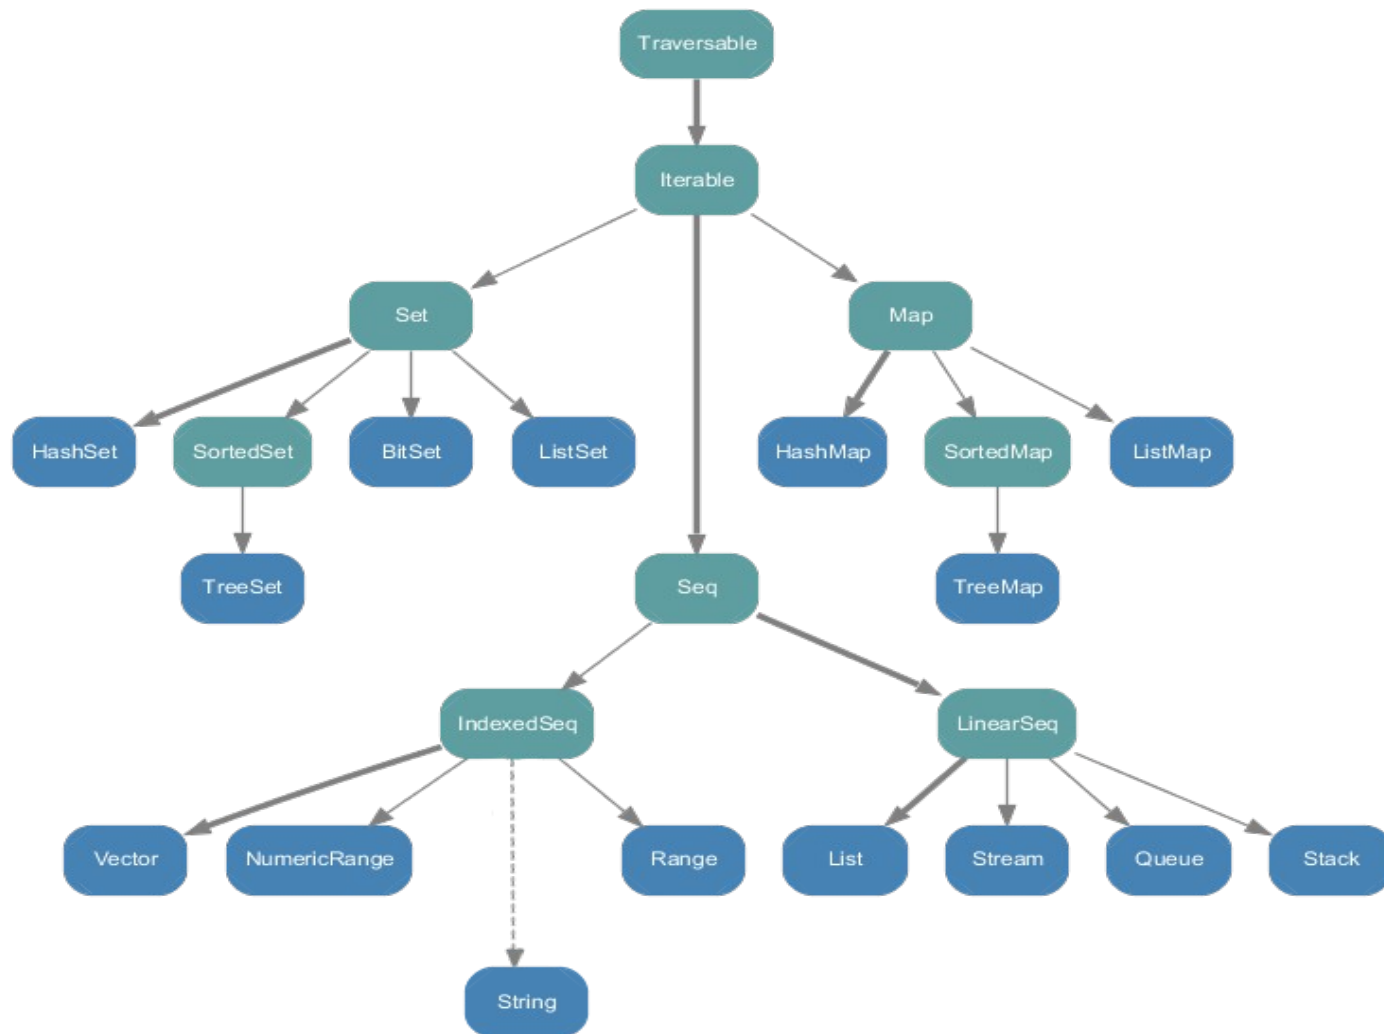 Traversable
Iterable
Set
Map
HashSet
SortedSet
BitSet
ListSet
HashMap
SortedMap
ListMap
TreeSet
Seq
TreeMap
IndexedSeq
LinearSeq
Vector
NumericRange
Range
List
Stream
Queue
Stack
String